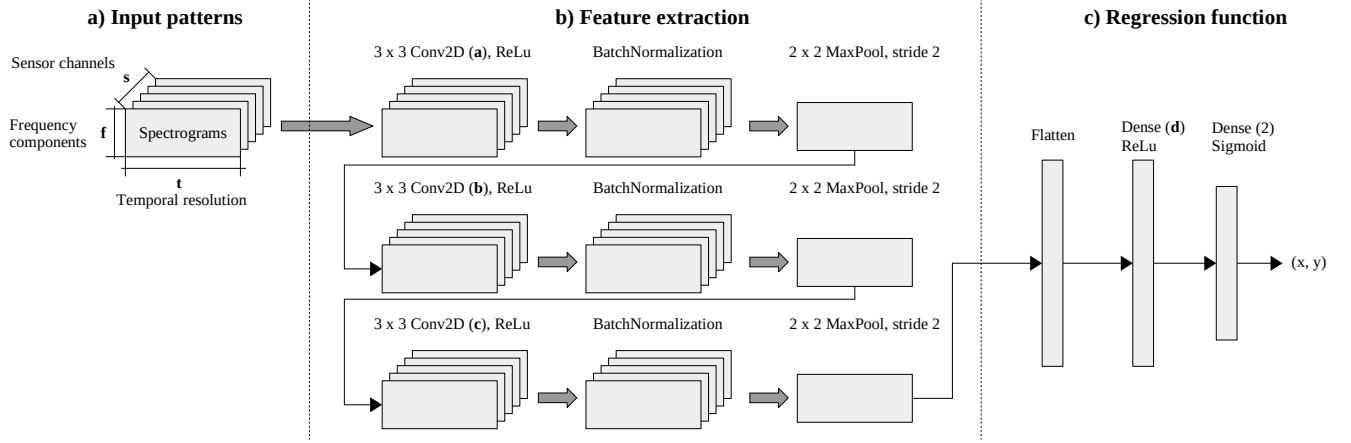 a) Input patterns
b) Feature extraction
c) Regression function
Sensor channels
s
Frequency
components
f
Spectrograms
t
Temporal resolution
3 x 3 Conv2D (a), ReLu
BatchNormalization
2 x 2 MaxPool, stride 2
3 x 3 Conv2D (b), ReLu
BatchNormalization
2 x 2 MaxPool, stride 2
3 x 3 Conv2D (c), ReLu
BatchNormalization
2 x 2 MaxPool, stride 2
Flatten
Dense (d)
ReLu
Dense (2)
Sigmoid
(x, y)